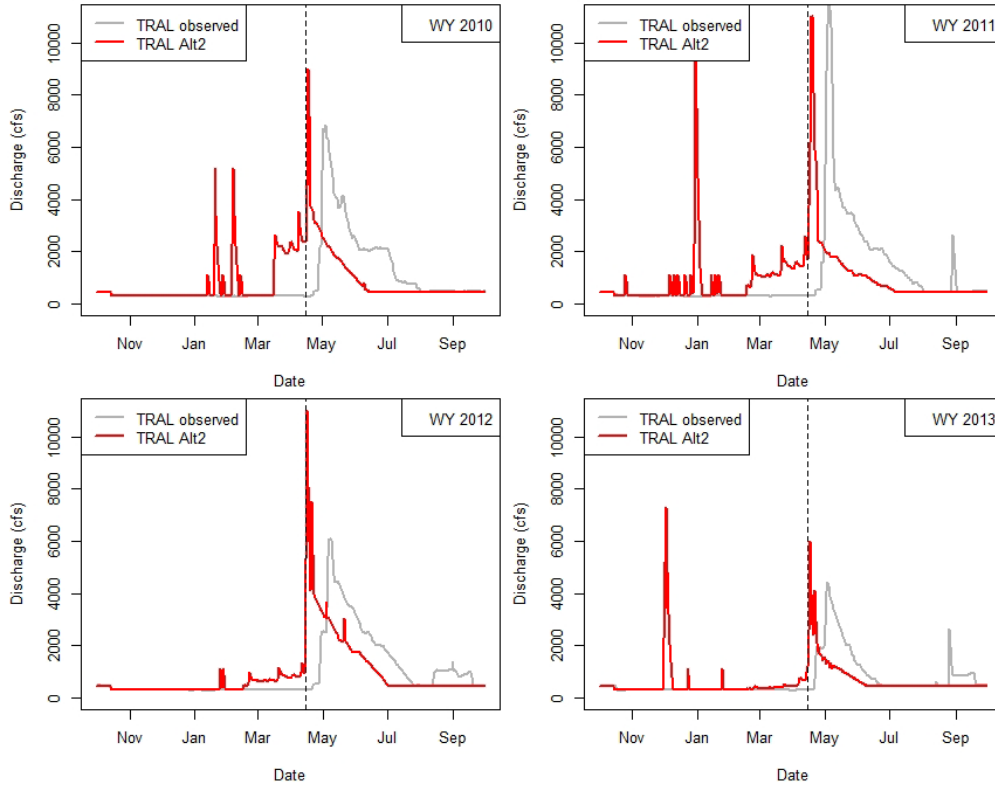 TRAL observed
TRAL Alt2
WY 2010
Discharge (cfs)
0 2000 4000 6000 8000 10000
Nov Jan Mar May Jul Sep
Date
TRAL observed
TRAL Alt2
WY 2011
Discharge (cfs)
0 2000 4000 6000 8000 10000
Nov Jan Mar May Jul Sep
Date
TRAL observed
TRAL Alt2
WY 2012
Discharge (cfs)
0 2000 4000 6000 8000 10000
Nov Jan Mar May Jul Sep
Date
TRAL observed
TRAL Alt2
WY 2013
Discharge (cfs)
0 2000 4000 6000 8000 10000
Nov Jan Mar May Jul Sep
Date